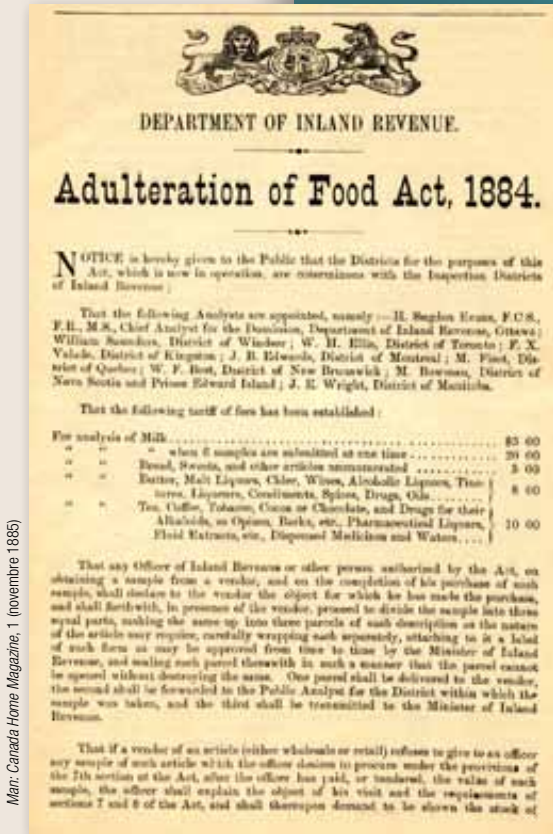 DEPARTMENT OF INLAND REVENUE.
Adulteration of Food Act, 1884.
NOTICE is hereby given to the Public that the Districts for the purposes of this
Act, which is now in operation, are coterminous with the Inspection Districts
of Inland Revenue;
That the following Analysts are appointed, namely:—H. Sugden Evans, F.C.S.,
F.R., M.S., Chief Analyst for the Dominion, Department of Inland Revenue, Ottawa;
William Saunders, District of Windsor; W. H. Ellis, District of Toronto; F. X.
Valade, District of Kingston; J. B. Edwards, District of Montreal; M. Fiset, Dis-
trict of Quebec; W. F. Best, District of New Brunswick; M. Bowman, District of
Nova Scotia and Prince Edward Island; J. E. Wright, District of Manitoba.
That the following tariff of fees has been established:
For analysis of Milk.... $5 00
" " " when 6 samples are submitted at one time.... 20 00
" " Bread, Sweets, and other articles unenumerated.... 5 00
" " Butter, Malt Liquors, Cider, Wines, Alcoholic Liquors, Tinc-
tures, Liqueurs, Condiments, Spices, Drugs, Oils.... 8 00
" " Tea, Coffee, Tobacco, Cocoa or Chocolate, and Drugs for their
Alkaloids, as Opium, Barks, etc., Pharmaceutical Liquors, 10 00
Fluid Extracts, etc., Dispensed Medicines and Waters....
That any Officer of Inland Revenue or other person authorized by the Act, on
obtaining a sample from a vendor, and on the completion of his purchase of such
sample, shall declare to the vendor the object for which he has made the purchase,
and shall forthwith, in presence of the vendor, proceed to divide the sample into three
equal parts, making the same up into three parcels of such description as the nature
of the article may require, carefully wrapping each separately, attaching to it a label
of such form as may be approved from time to time by the Minister of Inland
Revenue, and sealing each parcel therewith in such a manner that the parcel cannot
be opened without destroying the same. One parcel shall be delivered to the vendor,
the second shall be forwarded to the Public Analyst for the District within which the
sample was taken, and the third shall be transmitted to the Minister of Inland
Revenue.
That if a vendor of an article (either wholesale or retail) refuses to give to an officer
any sample of such article which the officer desires to procure under the provisions of
the 7th section of the Act, after the officer has paid, or tendered, the value of such
sample, the officer shall explain the object of his visit and the requirements of
sections 7 and 8 of the Act, and shall thereupon demand to be shown the stock of
Man: Canada Home Magazine, 1 (novembre 1885)